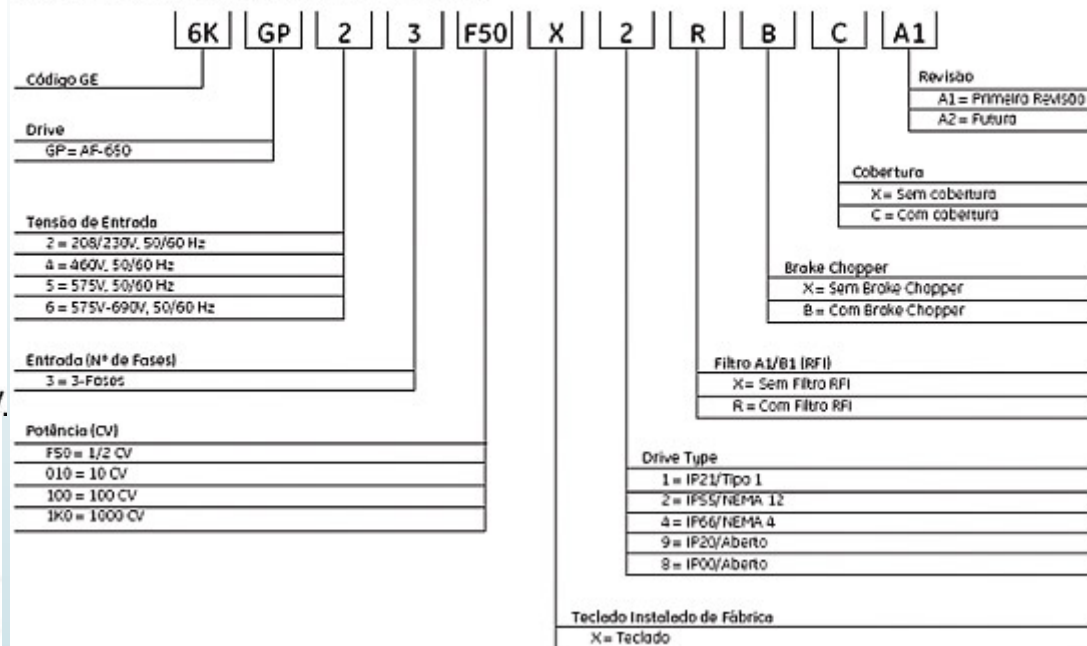 6K GP 2 3 F50 X 2 R B C A1
Código GE
Drive
GP = AF-650
Tensão de Entrada
2 = 208/230V, 50/60 Hz
4 = 460V, 50/60 Hz
5 = 575V, 50/60 Hz
6 = 575V-690V, 50/60 Hz
Entrada (Nº de Fases)
3 = 3-Fases
Potência (CV)
F50 = 1/2 CV
010 = 10 CV
100 = 100 CV
1K0 = 1000 CV
Revisão
A1 = Primeira Revisão
A2 = Futura
Cobertura
X = Sem cobertura
C = Com cobertura
Brake Chopper
X = Sem Brake Chopper
B = Com Brake Chopper
Filtro A1/B1 (RFI)
X = Sem Filtro RFI
R = Com Filtro RFI
Drive Type
1 = IP21/Tipo 1
2 = IP55/NEMA 12
4 = IP66/NEMA 4
9 = IP20/Aberto
8 = IP00/Aberto
Teclado Instalado de Fábrica
X = Teclado